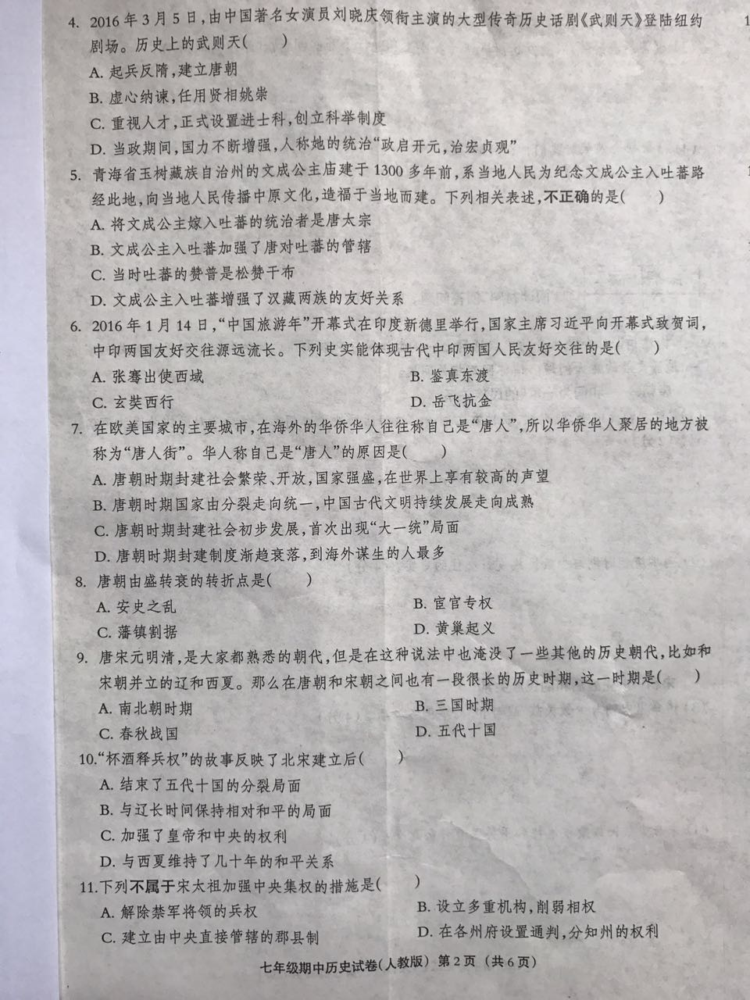 4. 2016年3月5日,由中国著名女演员刘晓庆领衔主演的大型传奇历史话剧《武则天》登陆纽约
剧场。历史上的武则天(　　)
A. 起兵反隋,建立唐朝
B. 虚心纳谏,任用贤相姚崇
C. 重视人才,正式设置进士科,创立科举制度
D. 当政期间,国力不断增强,人称她的统治“政启开元,治宏贞观”
5. 青海省玉树藏族自治州的文成公主庙建于1300多年前,系当地人民为纪念文成公主入吐蕃路
经此地,向当地人民传播中原文化,造福于当地而建。下列相关表述,不正确的是(　　)
A. 将文成公主嫁入吐蕃的统治者是唐太宗
B. 文成公主入吐蕃加强了唐对吐蕃的管辖
C. 当时吐蕃的赞普是松赞干布
D. 文成公主入吐蕃增强了汉藏两族的友好关系
6. 2016年1月14日,“中国旅游年”开幕式在印度新德里举行,国家主席习近平向开幕式致贺词,
中印两国友好交往源远流长。下列史实能体现古代中印两国人民友好交往的是(　　)
A. 张骞出使西域　　B. 鉴真东渡
C. 玄奘西行　　D. 岳飞抗金
7. 在欧美国家的主要城市,在海外的华侨华人往往称自己是“唐人”,所以华侨华人聚居的地方被
称为“唐人街”。华人称自己是“唐人”的原因是(　　)
A. 唐朝时期封建社会繁荣、开放,国家强盛,在世界上享有较高的声望
B. 唐朝时期国家由分裂走向统一,中国古代文明持续发展走向成熟
C. 唐朝时期封建社会初步发展,首次出现“大一统”局面
D. 唐朝时期封建制度渐趋衰落,到海外谋生的人最多
8. 唐朝由盛转衰的转折点是(　　)
A. 安史之乱　　B. 宦官专权
C. 藩镇割据　　D. 黄巢起义
9. 唐宋元明清,是大家都熟悉的朝代,但是在这种说法中也淹没了一些其他的历史朝代,比如和
宋朝并立的辽和西夏。那么在唐朝和宋朝之间也有一段很长的历史时期,这一时期是(　　)
A. 南北朝时期　　B. 三国时期
C. 春秋战国　　D. 五代十国
10.“杯酒释兵权”的故事反映了北宋建立后(　　)
A. 结束了五代十国的分裂局面
B. 与辽长时间保持相对和平的局面
C. 加强了皇帝和中央的权利
D. 与西夏维持了几十年的和平关系
11.下列不属于宋太祖加强中央集权的措施是(　　)
A. 解除禁军将领的兵权　　B. 设立多重机构,削弱相权
C. 建立由中央直接管辖的郡县制　　D. 在各州府设置通判,分知州的权利
七年级期中历史试卷(人教版) 第2页 (共6页)